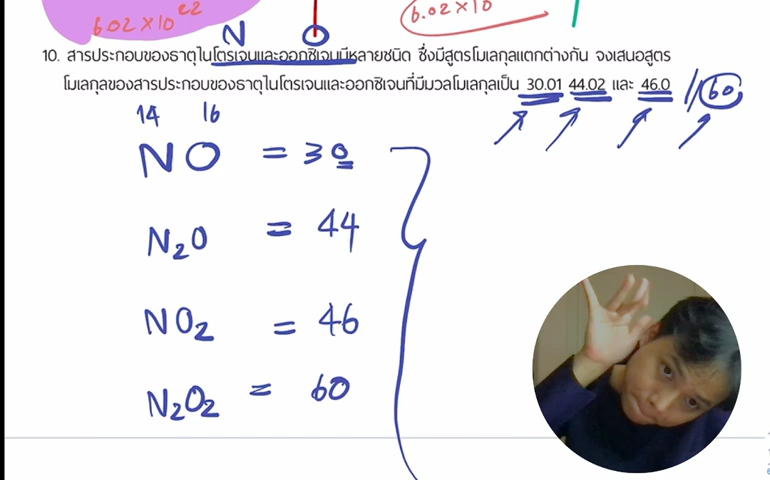 6.02×10²²
6.02×10
N O
10. สารประกอบของธาตุไนโตรเจนและออกซิเจนมีหลายชนิด ซึ่งมีสูตรโมเลกุลแตกต่างกัน จงเสนอสูตร
โมเลกุลของสารประกอบของธาตุไนโตรเจนและออกซิเจนที่มีมวลโมเลกุลเป็น 30.01 44.02 และ 46.0 // 60
14 16
NO = 30
N₂O = 44
NO₂ = 46
N₂O₂ = 60